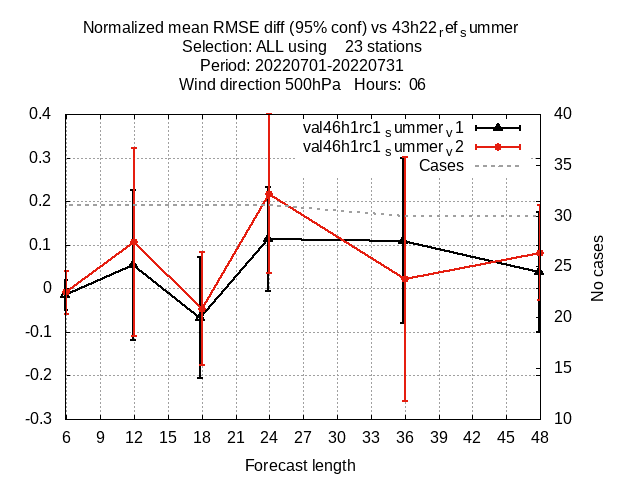 Normalized mean RMSE diff (95% conf) vs 43h22refsummer
Selection: ALL using 23 stations
Period: 20220701-20220731
Wind direction 500hPa Hours: 06
val46h1rc1summerv1
val46h1rc1summerv2
Cases
0.4
0.3
0.2
0.1
0
-0.1
-0.2
-0.3
40
35
30
25
20
15
10
No cases
6 9 12 15 18 21 24 27 30 33 36 39 42 45 48
Forecast length